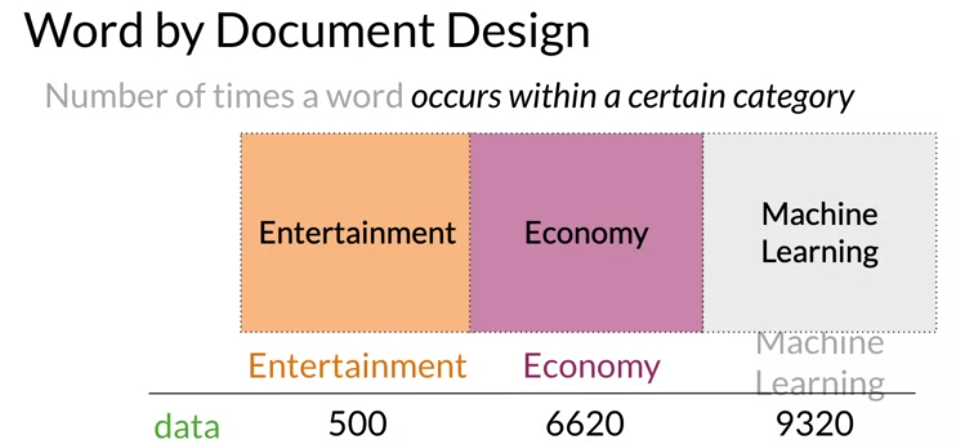 Word by Document Design
Number of times a word occurs within a certain category
Entertainment Economy Machine
Learning
Entertainment Economy Machine
Learning
data 500 6620 9320